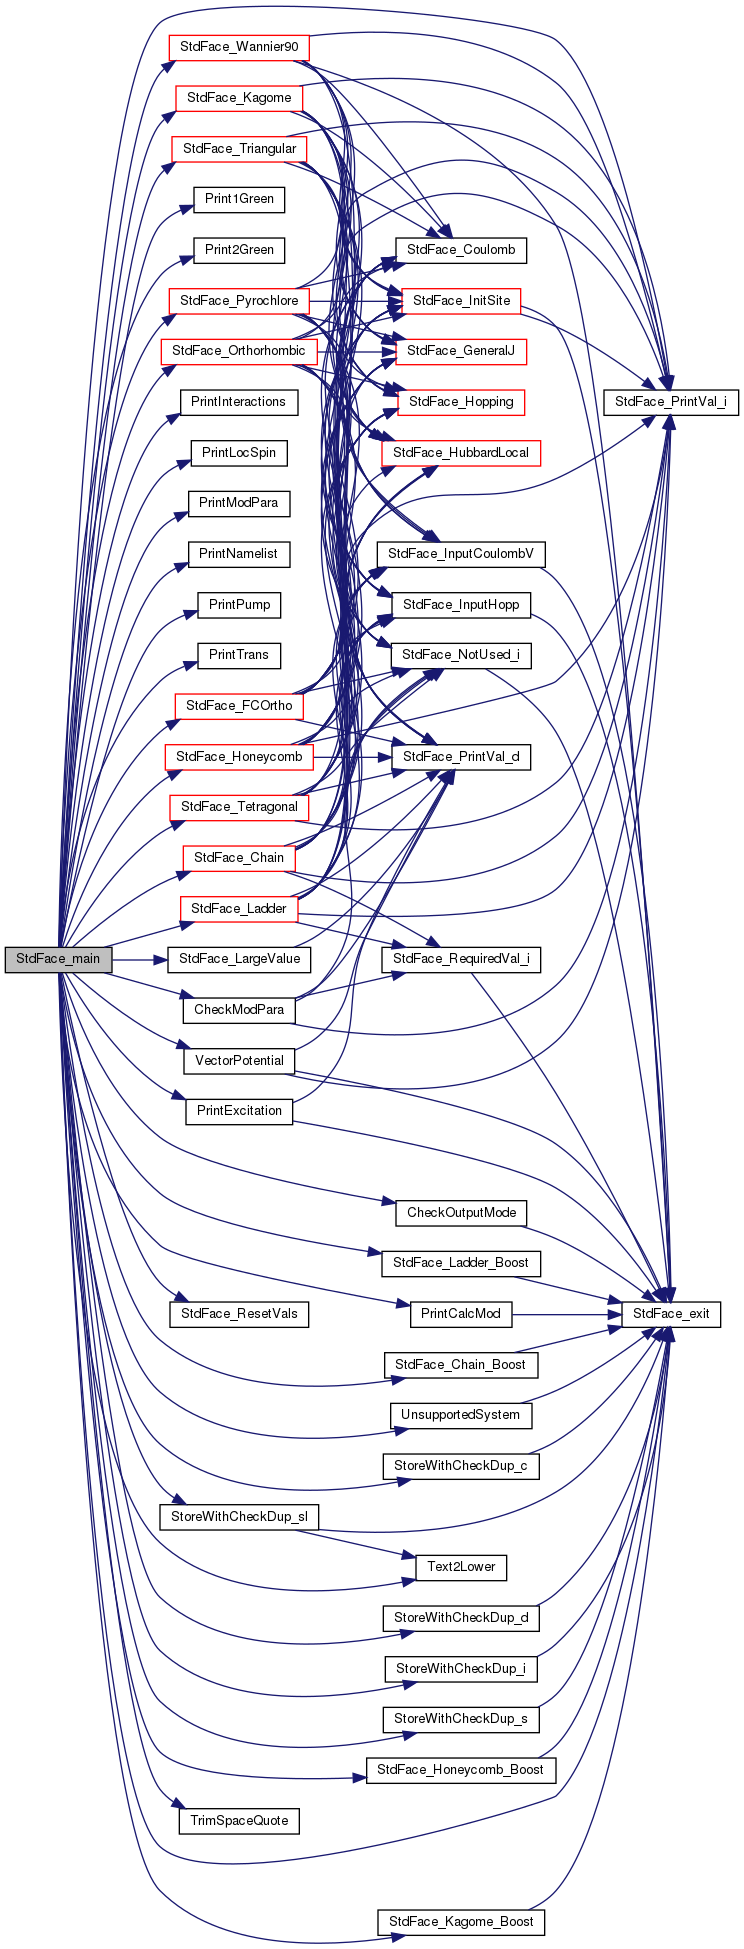 StdFace_Wannier90
StdFace_Kagome
StdFace_Triangular
Print1Green
Print2Green
StdFace_Coulomb
StdFace_Pyrochlore
StdFace_InitSite
StdFace_Orthorhombic
StdFace_GeneralJ
PrintInteractions
StdFace_Hopping
StdFace_PrintVal_i
PrintLocSpin
StdFace_HubbardLocal
PrintModPara
PrintNamelist
StdFace_InputCoulombV
PrintPump
StdFace_InputHopp
PrintTrans
StdFace_NotUsed_i
StdFace_FCOrtho
StdFace_Honeycomb
StdFace_PrintVal_d
StdFace_Tetragonal
StdFace_Chain
StdFace_Ladder
StdFace_main
StdFace_LargeValue
StdFace_RequiredVal_i
CheckModPara
VectorPotential
PrintExcitation
CheckOutputMode
StdFace_Ladder_Boost
StdFace_ResetVals
PrintCalcMod
StdFace_exit
StdFace_Chain_Boost
UnsupportedSystem
StoreWithCheckDup_c
StoreWithCheckDup_sl
Text2Lower
StoreWithCheckDup_d
StoreWithCheckDup_i
StoreWithCheckDup_s
StdFace_Honeycomb_Boost
TrimSpaceQuote
StdFace_Kagome_Boost